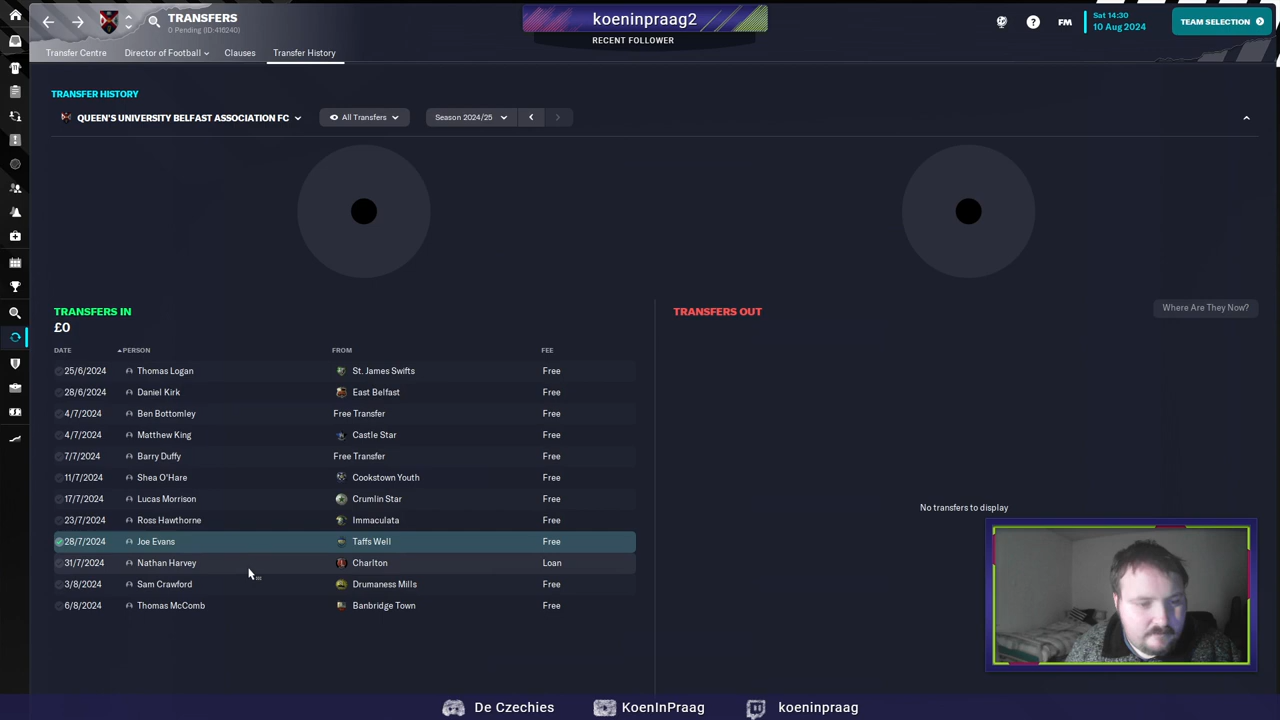 TRANSFERS
0 Pending (ID:416240)
koeninpraag2
RECENT FOLLOWER
FM
Sat 14:30
10 Aug 2024
TEAM SELECTION
Transfer Centre
Director of Football
Clauses
Transfer History
TRANSFER HISTORY
QUEEN'S UNIVERSITY BELFAST ASSOCIATION FC
All Transfers
Season 2024/25
TRANSFERS IN
£0
TRANSFERS OUT
Where Are They Now?
DATE PERSON FROM FEE
25/6/2024 Thomas Logan St. James Swifts Free
28/6/2024 Daniel Kirk East Belfast Free
4/7/2024 Ben Bottomley Free Transfer Free
4/7/2024 Matthew King Castle Star Free
7/7/2024 Barry Duffy Free Transfer Free
11/7/2024 Shea O'Hare Cookstown Youth Free
17/7/2024 Lucas Morrison Crumlin Star Free
23/7/2024 Ross Hawthorne Immaculata Free
28/7/2024 Joe Evans Taffs Well Free
31/7/2024 Nathan Harvey Charlton Loan
3/8/2024 Sam Crawford Drumaness Mills Free
6/8/2024 Thomas McComb Banbridge Town Free
No transfers to display
De Czechies
KoenInPraag
koeninpraag